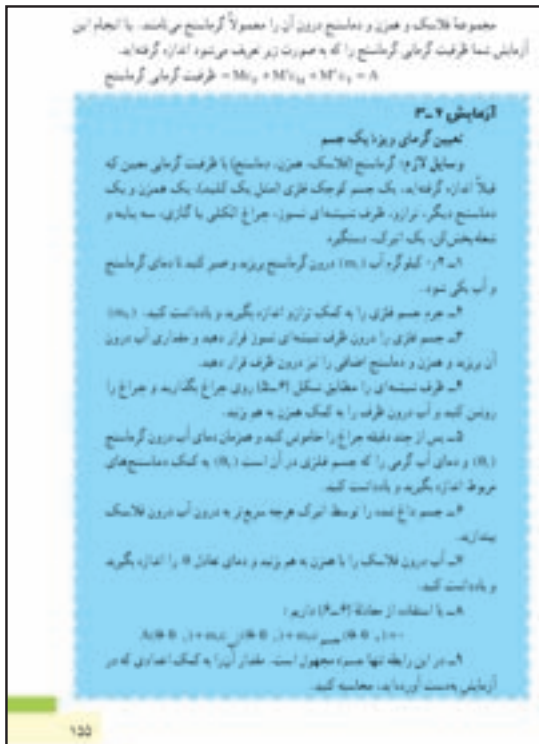 مجموعهٔ فلاسک و همزن و دماسنج درون آن را معمولاً گرماسنج می‌نامند. با انجام این
آزمایش شما ظرفیت گرمایی گرماسنج را که به صورت زیر تعریف می‌شود اندازه گرفته‌اید.
= A ظرفیت گرمایی گرماسنج
آزمایش ۶ـ۳
تعیین گرمای ویژهٔ یک جسم
وسایل لازم: گرماسنج (فلاسک، همزن، دماسنج) با ظرفیت گرمایی معین که
قبلاً اندازه گرفته‌اید، یک جسم کوچک فلزی (مثل یک کلید)، یک همزن و یک
دماسنج دیگر، ترازو، ظرف شیشه‌ای نسوز، چراغ الکلی یا گازی، سه پایه و
شعله‌پخش‌کن، یک انبرک، دستگیره
۱ـ ۰/۲ کیلوگرم آب (m₁) درون گرماسنج بریزید و صبر کنید تا دمای گرماسنج
و آب یکی شود.
۲ـ جرم جسم فلزی را به کمک ترازو اندازه بگیرید و یادداشت کنید. (m₂)
۳ـ جسم فلزی را درون ظرف شیشه‌ای نسوز قرار دهید و مقداری آب درون
آن بریزید و همزن و دماسنج اضافی را نیز درون ظرف قرار دهید.
۴ـ ظرف شیشه‌ای را مطابق شکل (۶ـ۵) روی چراغ بگذارید و چراغ را
روشن کنید و آب درون ظرف را به کمک همزن به هم بزنید.
۵ـ پس از چند دقیقه چراغ را خاموش کنید و همزمان دمای آب درون گرماسنج
(θ₁) و دمای آب گرمی را که جسم فلزی در آن است (θ₂) به کمک دماسنج‌های
مربوط اندازه بگیرید و یادداشت کنید.
۶ـ جسم داغ شده را توسط انبرک هرچه سریع‌تر به درون آب درون فلاسک
بیندازید.
۷ـ آب درون فلاسک را با همزن به هم بزنید و دمای تعادل θ را اندازه بگیرید
و یادداشت کنید.
۸ـ با استفاده از معادلهٔ (۶ـ۶) داریم:
۹ـ در این رابطه تنها جسمc مجهول است. مقدار آن را به کمک اعدادی که در
آزمایش به‌دست آورده‌اید، محاسبه کنید.
۱۵۵